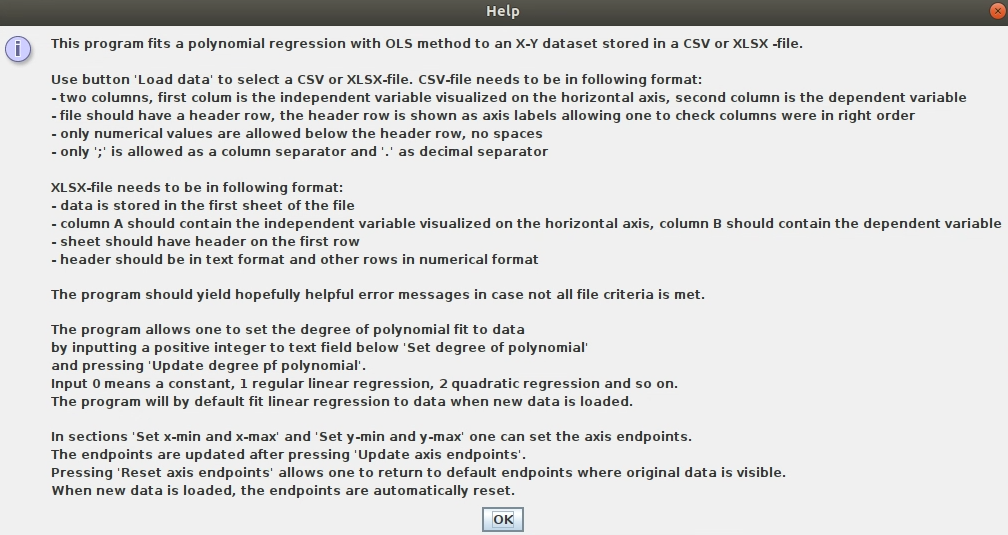 Help
This program fits a polynomial regression with OLS method to an X-Y dataset stored in a CSV or XLSX -file.
Use button 'Load data' to select a CSV or XLSX-file. CSV-file needs to be in following format:
- two columns, first colum is the independent variable visualized on the horizontal axis, second column is the dependent variable
- file should have a header row, the header row is shown as axis labels allowing one to check columns were in right order
- only numerical values are allowed below the header row, no spaces
- only ';' is allowed as a column separator and '.' as decimal separator
XLSX-file needs to be in following format:
- data is stored in the first sheet of the file
- column A should contain the independent variable visualized on the horizontal axis, column B should contain the dependent variable
- sheet should have header on the first row
- header should be in text format and other rows in numerical format
The program should yield hopefully helpful error messages in case not all file criteria is met.
The program allows one to set the degree of polynomial fit to data
by inputting a positive integer to text field below 'Set degree of polynomial'
and pressing 'Update degree pf polynomial'.
Input 0 means a constant, 1 regular linear regression, 2 quadratic regression and so on.
The program will by default fit linear regression to data when new data is loaded.
In sections 'Set x-min and x-max' and 'Set y-min and y-max' one can set the axis endpoints.
The endpoints are updated after pressing 'Update axis endpoints'.
Pressing 'Reset axis endpoints' allows one to return to default endpoints where original data is visible.
When new data is loaded, the endpoints are automatically reset.
OK